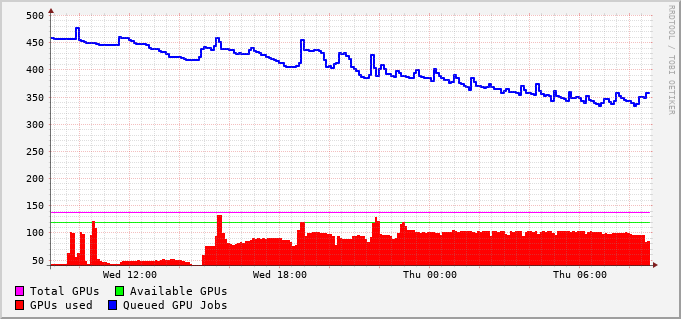 500
450
400
350
300
250
200
150
100
50
Wed 12:00 Wed 18:00 Thu 00:00 Thu 06:00
Total GPUs Available GPUs
GPUs used Queued GPU Jobs
RRDTOOL / TOBI OETIKER